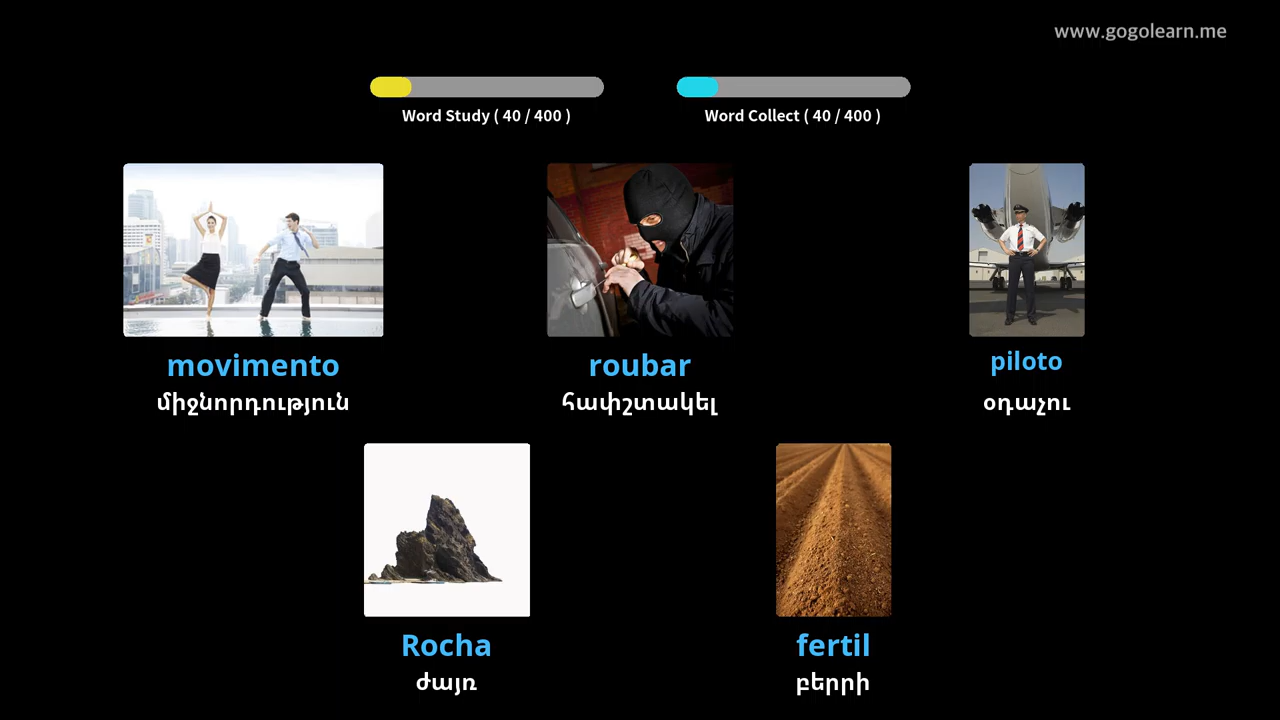 www.gogolearn.me
Word Study ( 40 / 400 )
Word Collect ( 40 / 400 )
movimento
միջնորդություն
roubar
հափշտակել
piloto
օդաչու
Rocha
ժայռ
fertil
բերրի